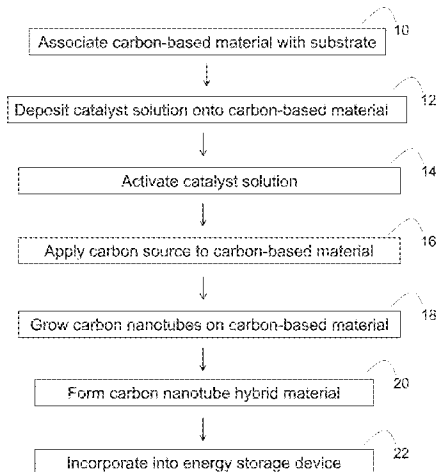 10
Associate carbon-based material with substrate
12
Deposit catalyst solution onto carbon-based material
14
Activate catalyst solution
16
Apply carbon source to carbon-based material
18
Grow carbon nanotubes on carbon-based material
20
Form carbon nanotube hybrid material
22
Incorporate into energy storage device